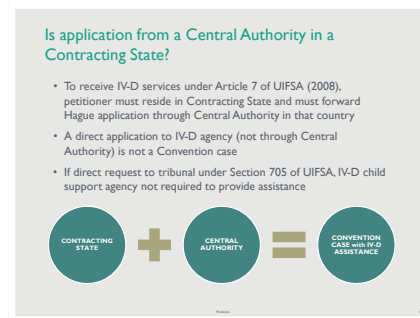 Is application from a Central Authority in a
Contracting State?
• To receive IV-D services under Article 7 of UIFSA (2008),
petitioner must reside in Contracting State and must forward
Hague application through Central Authority in that country
• A direct application to IV-D agency (not through Central
Authority) is not a Convention case
• If direct request to tribunal under Section 705 of UIFSA, IV-D child
support agency not required to provide assistance
CONTRACTING
STATE
CENTRAL
AUTHORITY
CONVENTION
CASE with IV-D
ASSISTANCE